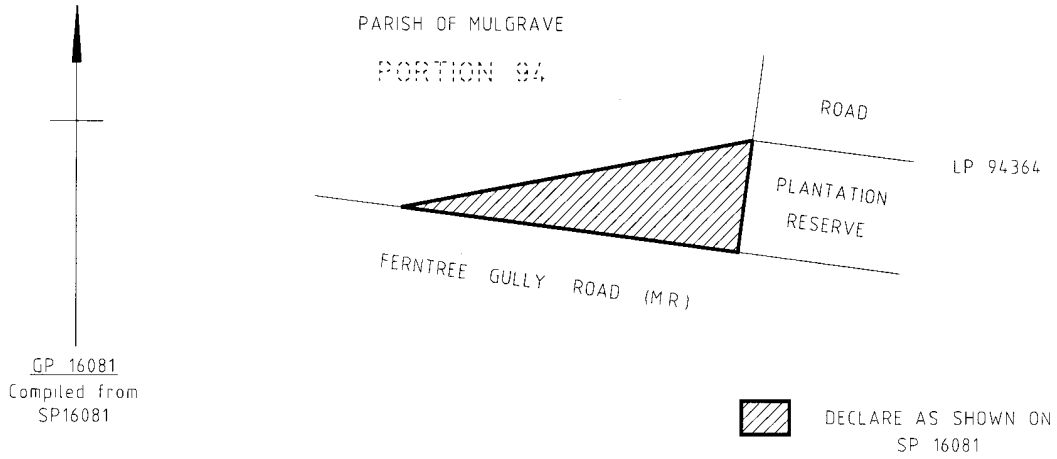 PARISH OF MULGRAVE
PORTION 94
ROAD
LP 94364
PLANTATION
RESERVE
FERNTREE GULLY ROAD (MR)
GP 16081
Compiled from
SP16081
DECLARE AS SHOWN ON
SP 16081